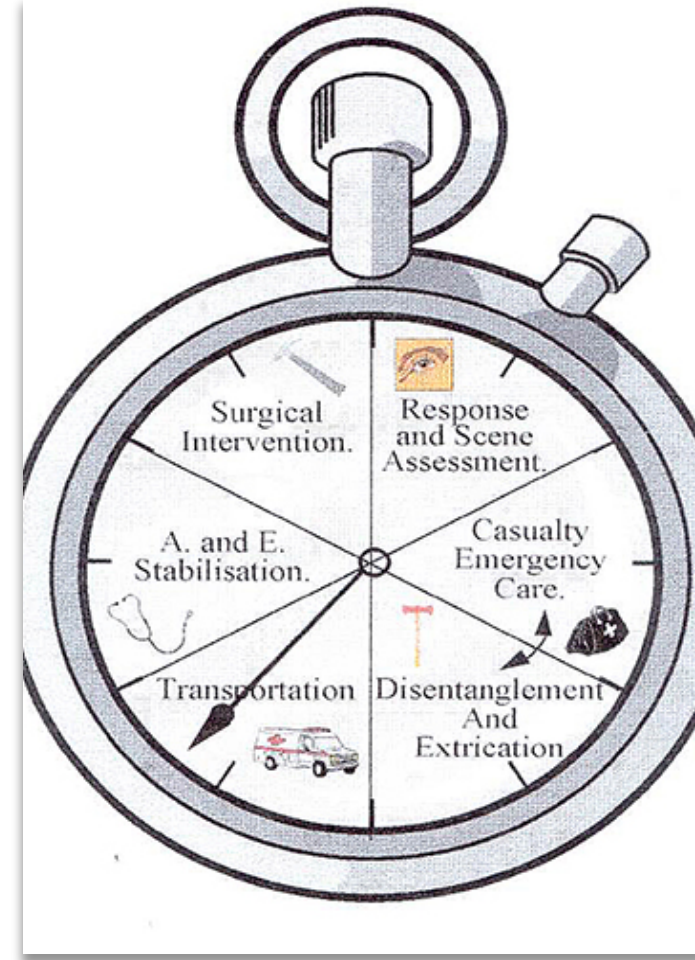 Response
and Scene
Assessment.
Casualty
Emergency
Care.
Disentanglement
And
Extrication
Transportation
A. and E.
Stabilisation.
Surgical
Intervention.